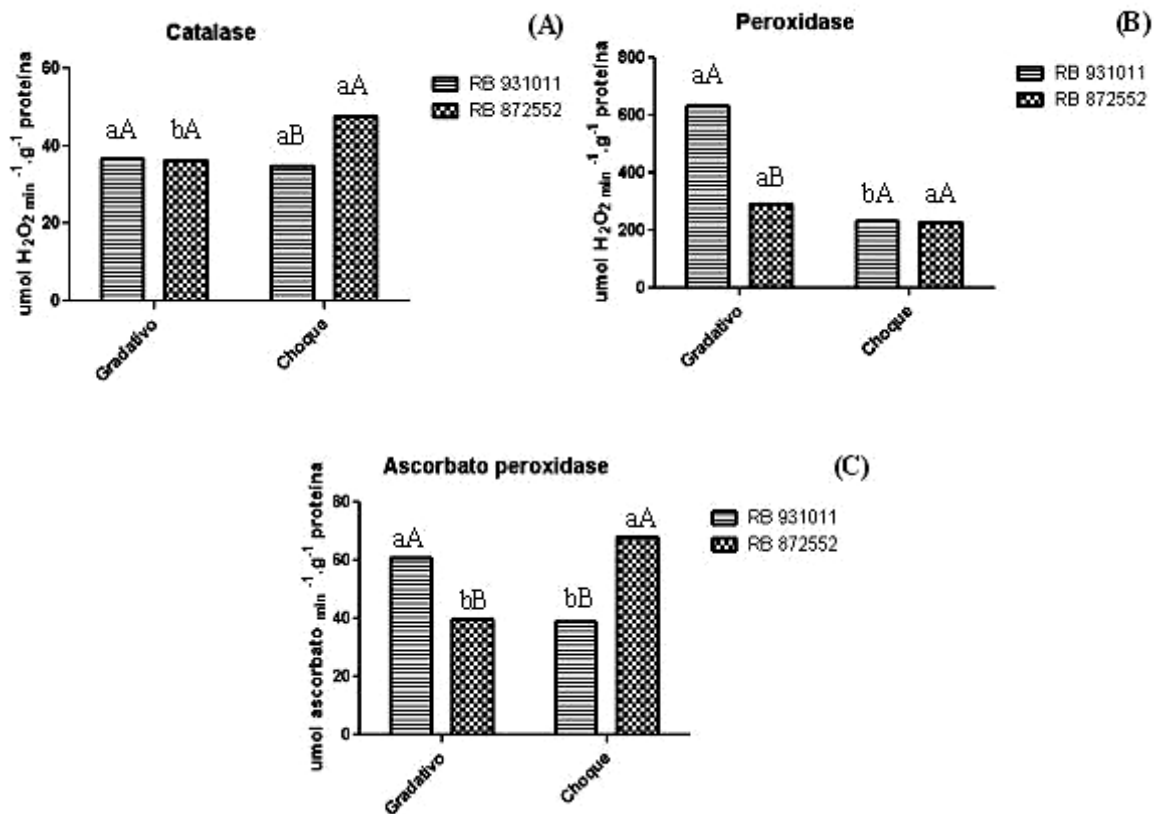 Catalase
(A)
umol H₂O₂ min ⁻¹.g⁻¹ proteína
60
40
20
0
aA
bA
aB
aA
Gradativo
Choque
RB 931011
RB 872552
Peroxidase
(B)
umol H₂O₂ min ⁻¹.g⁻¹ proteína
800
600
400
200
0
aA
aB
bA
aA
Gradativo
Choque
RB 931011
RB 872552
Ascorbato peroxidase
(C)
umol ascorbato min ⁻¹.g⁻¹ proteína
80
60
40
20
0
aA
bB
bB
aA
Gradativo
Choque
RB 931011
RB 872552